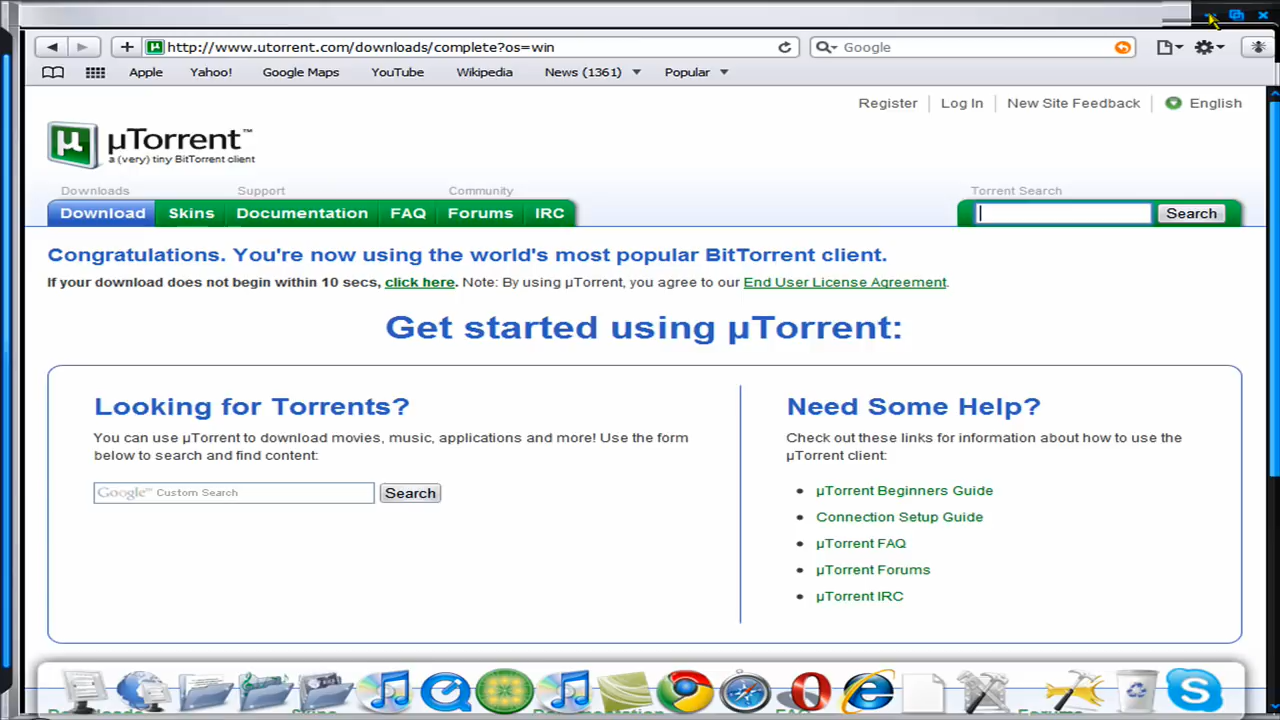 http://www.utorrent.com/downloads/complete?os=win
Google
Apple Yahoo! Google Maps YouTube Wikipedia News (1361) Popular
Register Log In New Site Feedback English
µ µTorrent™
a (very) tiny BitTorrent client
Downloads Support Community Torrent Search
Download Skins Documentation FAQ Forums IRC Search
Congratulations. You're now using the world's most popular BitTorrent client.
If your download does not begin within 10 secs, click here. Note: By using µTorrent, you agree to our End User License Agreement.
Get started using µTorrent:
Looking for Torrents?
You can use µTorrent to download movies, music, applications and more! Use the form
below to search and find content:
Google™ Custom Search Search
Need Some Help?
Check out these links for information about how to use the
µTorrent client:
µTorrent Beginners Guide
Connection Setup Guide
µTorrent FAQ
µTorrent Forums
µTorrent IRC